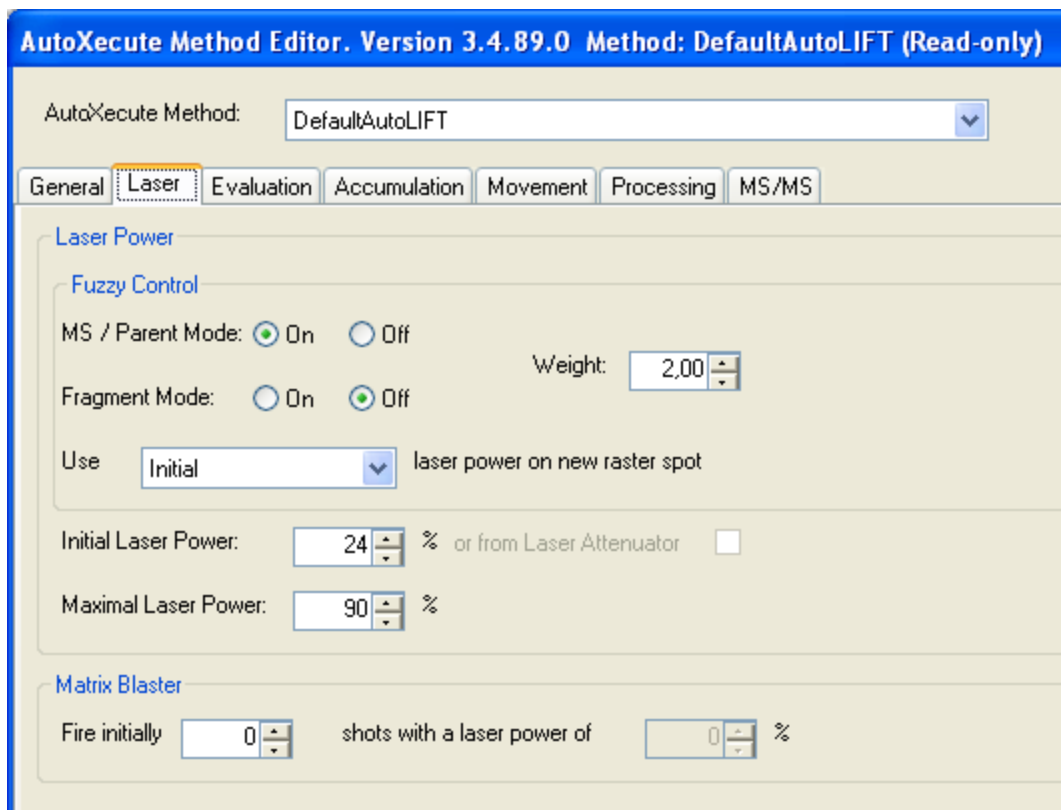 AutoXecute Method Editor. Version 3.4.89.0  Method: DefaultAutoLIFT (Read-only)
AutoXecute Method: DefaultAutoLIFT
General Laser Evaluation Accumulation Movement Processing MS/MS
Laser Power
Fuzzy Control
MS / Parent Mode: On Off
Weight: 2,00
Fragment Mode: On Off
Use Initial laser power on new raster spot
Initial Laser Power: 24 % or from Laser Attenuator
Maximal Laser Power: 90 %
Matrix Blaster
Fire initially 0 shots with a laser power of 0 %